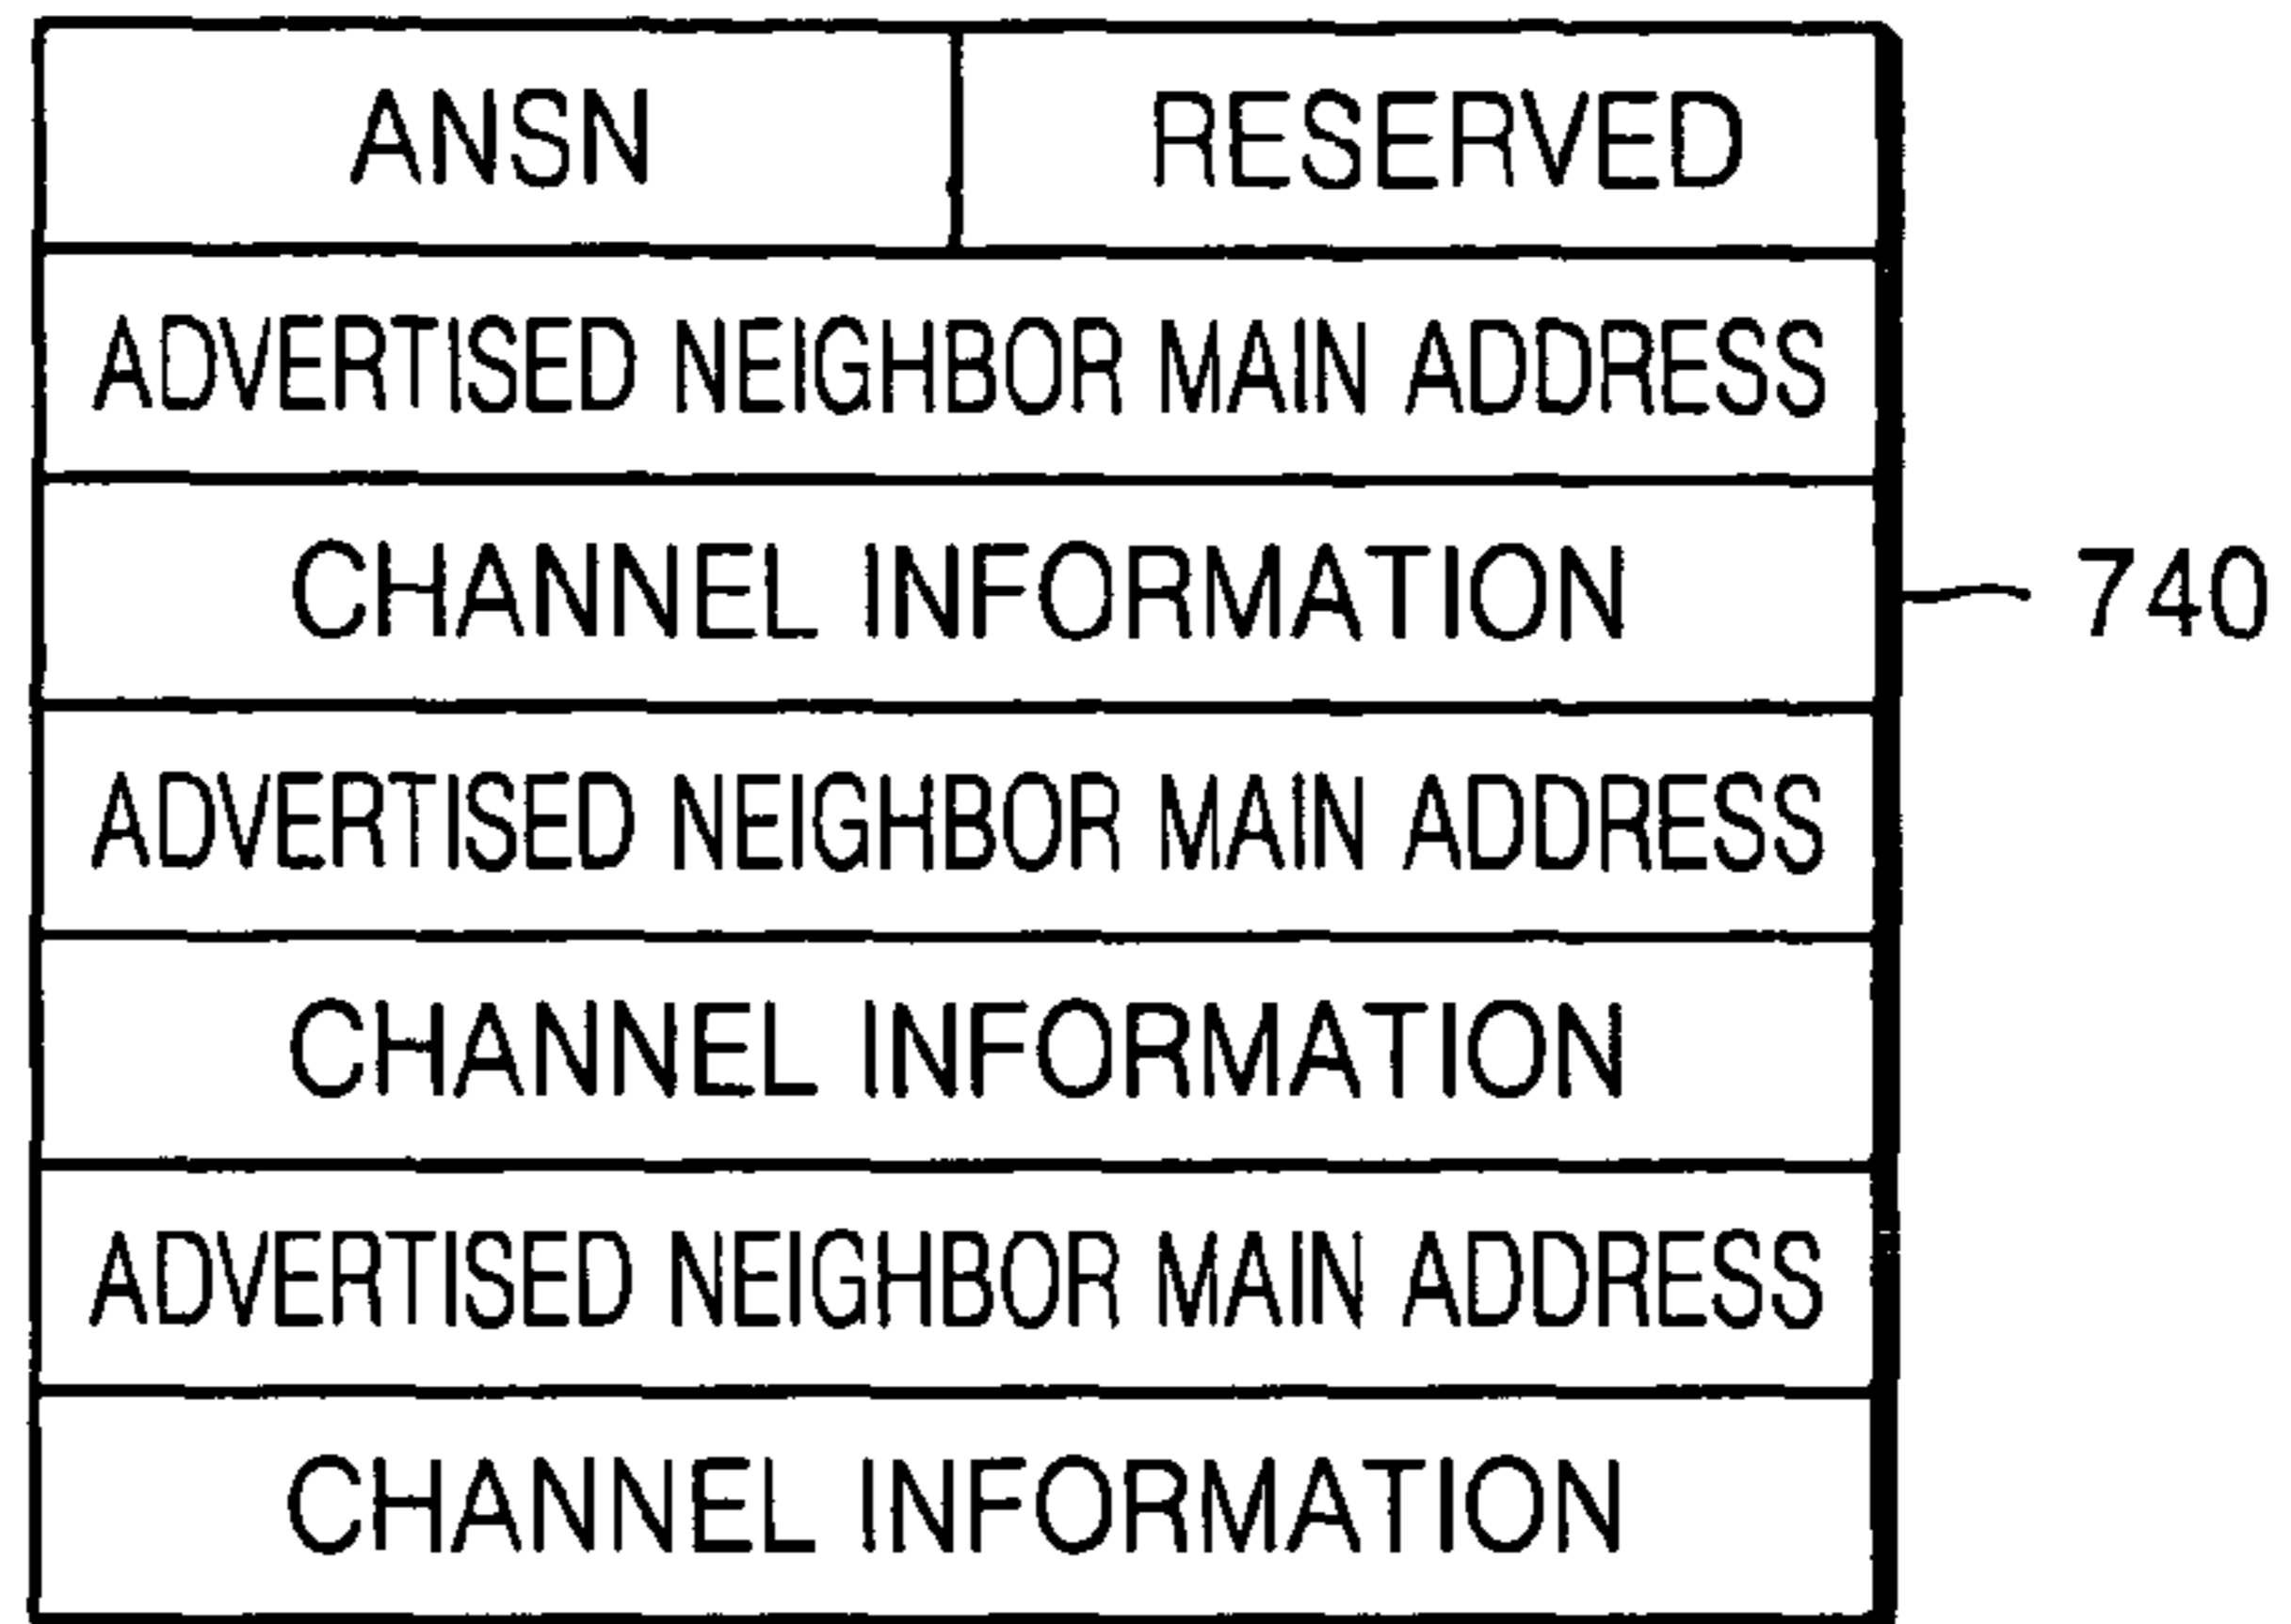 ANSN RESERVED
ADVERTISED NEIGHBOR MAIN ADDRESS
CHANNEL INFORMATION 740
ADVERTISED NEIGHBOR MAIN ADDRESS
CHANNEL INFORMATION
ADVERTISED NEIGHBOR MAIN ADDRESS
CHANNEL INFORMATION